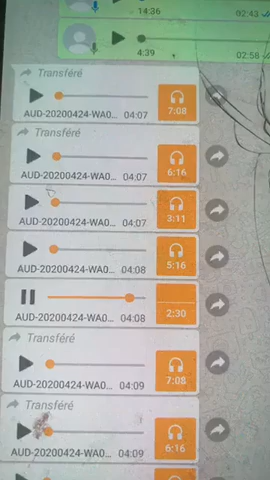 14:36 02:43
4:39 02:58
Transféré
7:08
AUD-20200424-WA0... 04:07
Transféré
6:16
AUD-20200424-WA0... 04:07
3:11
AUD-20200424-WA0... 04:07
5:16
AUD-20200424-WA0... 04:08
2:30
AUD-20200424-WA0... 04:08
Transféré
7:08
AUD-20200424-WA0... 04:09
Transféré
6:16
AUD-20200424-WA0... 04:09